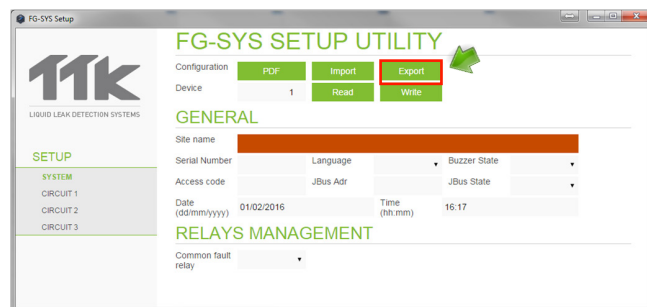 FG-SYS Setup
TTK
LIQUID LEAK DETECTION SYSTEMS
SETUP
SYSTEM
CIRCUIT 1
CIRCUIT 2
CIRCUIT 3
FG-SYS SETUP UTILITY
Configuration PDF Import Export
Device 1 Read Write
GENERAL
Site name
Serial Number Language Buzzer State
Access code JBus Adr JBus State
Date (dd/mm/yyyy) 01/02/2016 Time (hh:mm) 16:17
RELAYS MANAGEMENT
Common fault relay